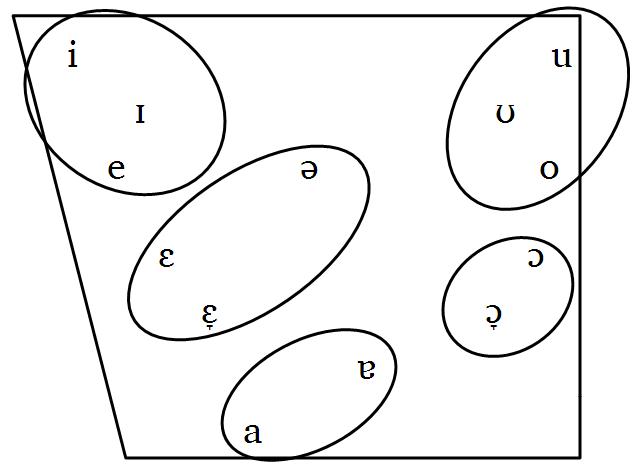 i u
ɪ ʊ
e ə o
ɛ ɔ
ɛ̞ ɔ̞
ɐ
a